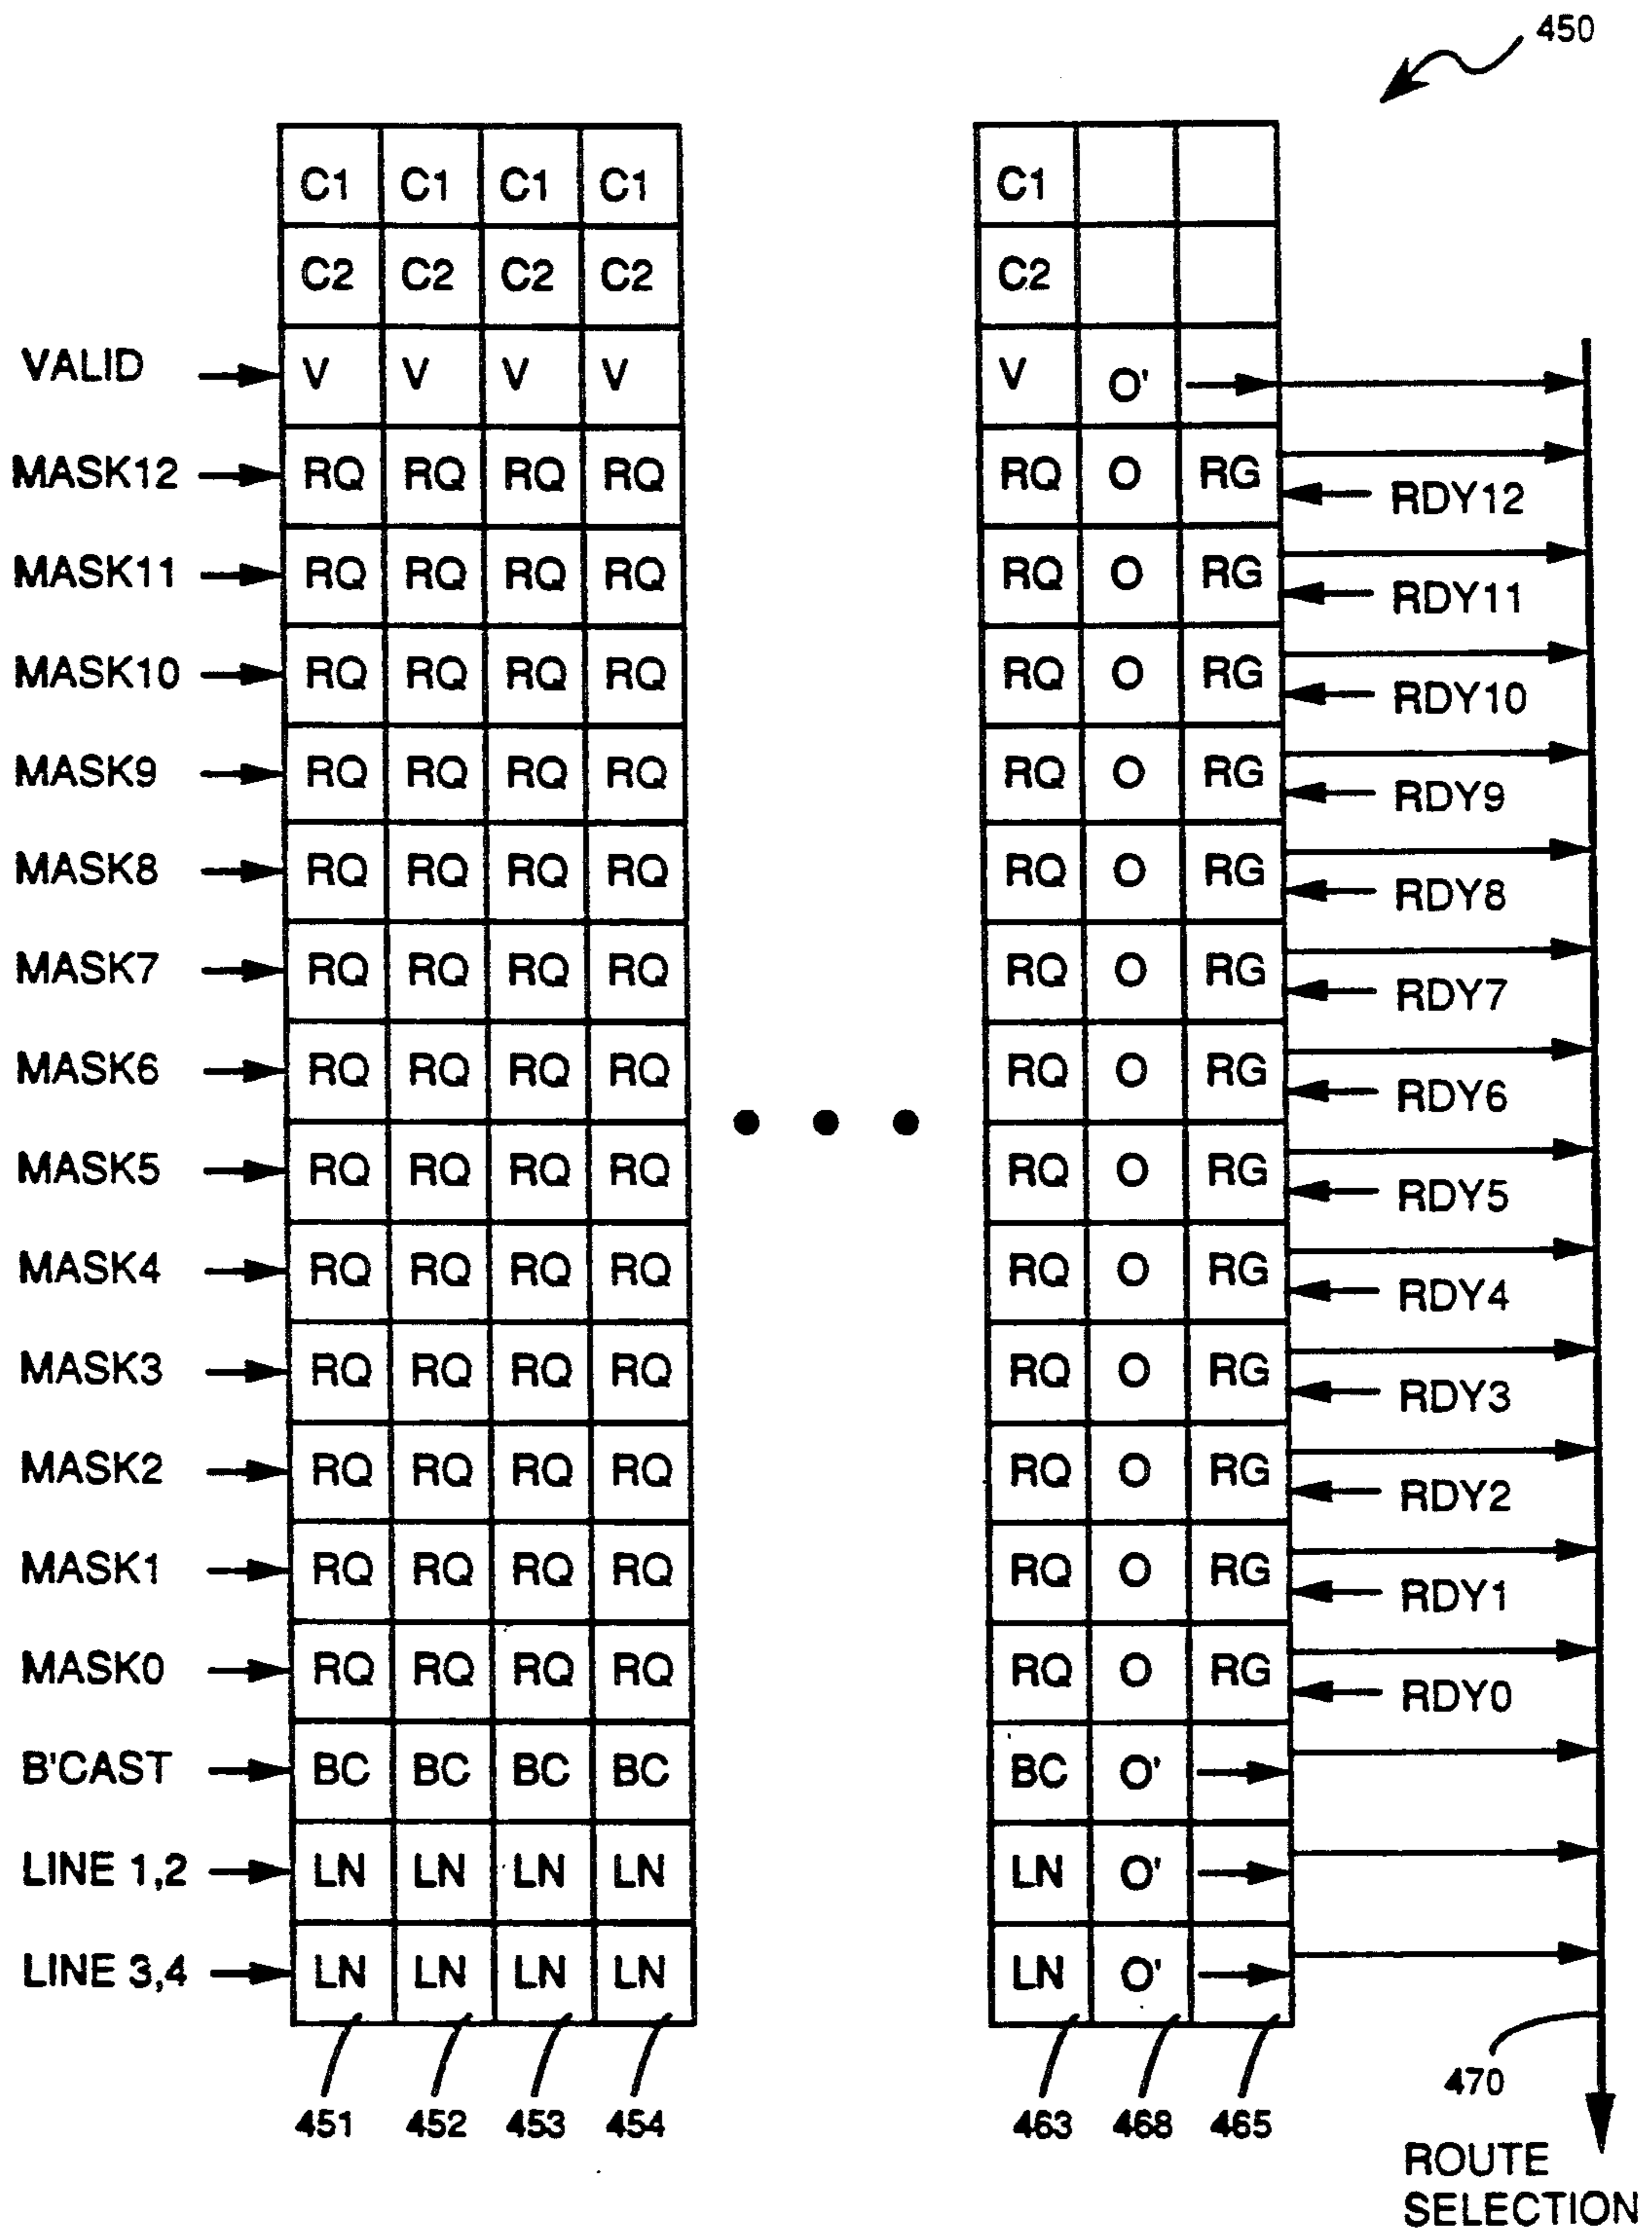 450
C1 C1 C1 C1 C1
C2 C2 C2 C2 C2
VALID V V V V V O'
MASK12 RQ RQ RQ RQ RQ O RG RDY12
MASK11 RQ RQ RQ RQ RQ O RG RDY11
MASK10 RQ RQ RQ RQ RQ O RG RDY10
MASK9 RQ RQ RQ RQ RQ O RG RDY9
MASK8 RQ RQ RQ RQ RQ O RG RDY8
MASK7 RQ RQ RQ RQ RQ O RG RDY7
MASK6 RQ RQ RQ RQ RQ O RG RDY6
MASK5 RQ RQ RQ RQ RQ O RG RDY5
MASK4 RQ RQ RQ RQ RQ O RG RDY4
MASK3 RQ RQ RQ RQ RQ O RG RDY3
MASK2 RQ RQ RQ RQ RQ O RG RDY2
MASK1 RQ RQ RQ RQ RQ O RG RDY1
MASK0 RQ RQ RQ RQ RQ O RG RDY0
B'CAST BC BC BC BC BC O'
LINE 1,2 LN LN LN LN LN O'
LINE 3,4 LN LN LN LN LN O'
451 452 453 454 463 468 465 470
ROUTE
SELECTION